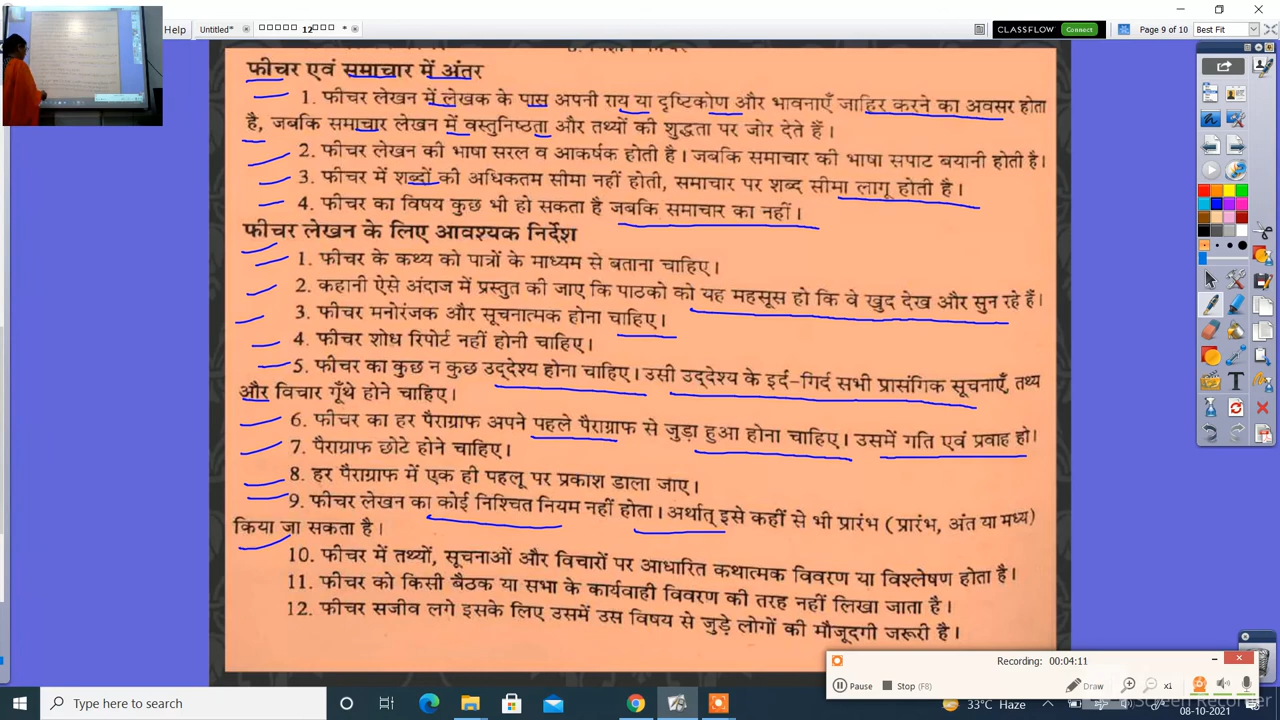 Help
Untitled*
12
CLASSFLOW
Connect
Page 9 of 10
Best Fit
फीचर एवं समाचार में अंतर
1. फीचर लेखन में लेखक के पास अपनी राय या दृष्टिकोण और भावनाएँ जाहिर करने का अवसर होता
है, जबकि समाचार लेखन में वस्तुनिष्ठता और तथ्यों की शुद्धता पर जोर देते हैं।
2. फीचर लेखन की भाषा सरल व आकर्षक होती है। जबकि समाचार की भाषा सपाट बयानी होती है।
3. फीचर में शब्दों की अधिकतम सीमा नहीं होती, समाचार पर शब्द सीमा लागू होती है।
4. फीचर का विषय कुछ भी हो सकता है जबकि समाचार का नहीं।
फीचर लेखन के लिए आवश्यक निर्देश
1. फीचर के कथ्य को पात्रों के माध्यम से बताना चाहिए।
2. कहानी ऐसे अंदाज में प्रस्तुत की जाए कि पाठको को यह महसूस हो कि वे खुद देख और सुन रहे हैं।
3. फीचर मनोरंजक और सूचनात्मक होना चाहिए।
4. फीचर शोध रिपोर्ट नहीं होनी चाहिए।
5. फीचर का कुछ न कुछ उद्देश्य होना चाहिए। उसी उद्देश्य के इर्द-गिर्द सभी प्रासंगिक सूचनाएँ, तथ्य
और विचार गूँथे होने चाहिए।
6. फीचर का हर पैराग्राफ अपने पहले पैराग्राफ से जुड़ा हुआ होना चाहिए। उसमें गति एवं प्रवाह हो।
7. पैराग्राफ छोटे होने चाहिए।
8. हर पैराग्राफ में एक ही पहलू पर प्रकाश डाला जाए।
9. फीचर लेखन का कोई निश्चित नियम नहीं होता। अर्थात् इसे कहीं से भी प्रारंभ (प्रारंभ, अंत या मध्य)
किया जा सकता है।
10. फीचर में तथ्यों, सूचनाओं और विचारों पर आधारित कथात्मक विवरण या विश्लेषण होता है।
11. फीचर को किसी बैठक या सभा के कार्यवाही विवरण की तरह नहीं लिखा जाता है।
12. फीचर सजीव लगे इसके लिए उसमें उस विषय से जुड़े लोगों की मौजूदगी जरूरी है।
Recording: 00:04:11
Pause
Stop (F8)
x1
Draw
Type here to search
33°C Haze
08-10-2021
Screen Recorder